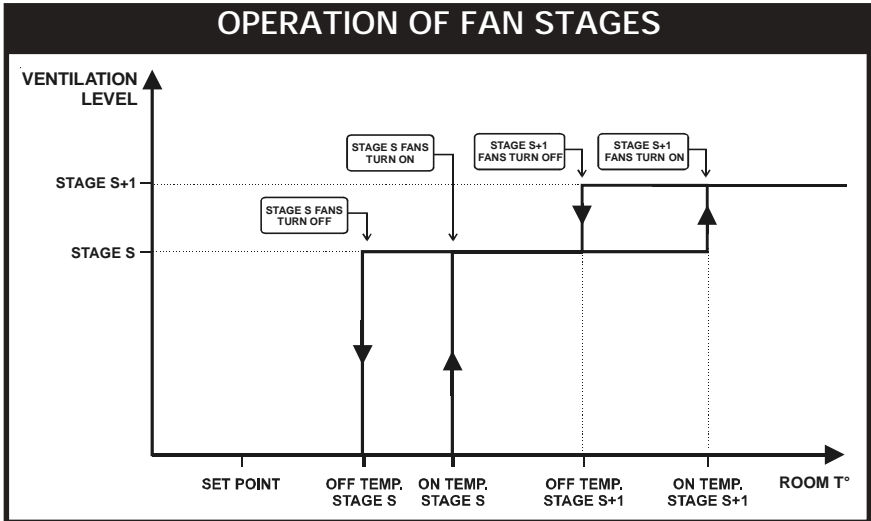 OPERATION OF FAN STAGES
VENTILATION
LEVEL
STAGE S FANS
TURN ON
STAGE S+1
FANS TURN OFF
STAGE S+1
FANS TURN ON
STAGE S+1
STAGE S FANS
TURN OFF
STAGE S
SET POINT
OFF TEMP.
STAGE S
ON TEMP.
STAGE S
OFF TEMP.
STAGE S+1
ON TEMP.
STAGE S+1
ROOM T°